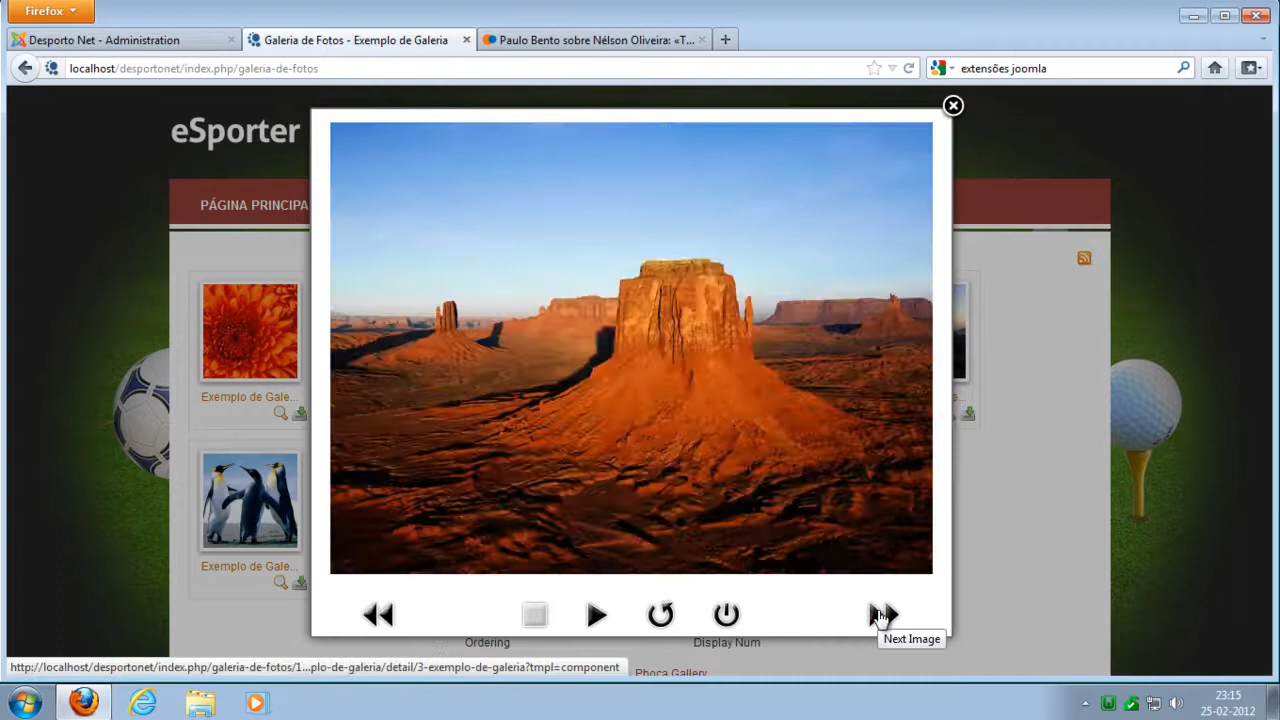 Firefox
Desporto Net - Administration
Galeria de Fotos - Exemplo de Galeria
Paulo Bento sobre Nélson Oliveira: «T...
localhost/desportonet/index.php/galeria-de-fotos
extensões joomla
eSporter
PÁGINA PRINCIPA
Exemplo de Gale...
Exemplo de Gale...
Next Image
Ordering
Display Num
Phoca Gallery
http://localhost/desportonet/index.php/galeria-de-fotos/1...plo-de-galeria/detail/3-exemplo-de-galeria?tmpl=component
23:15
25-02-2012